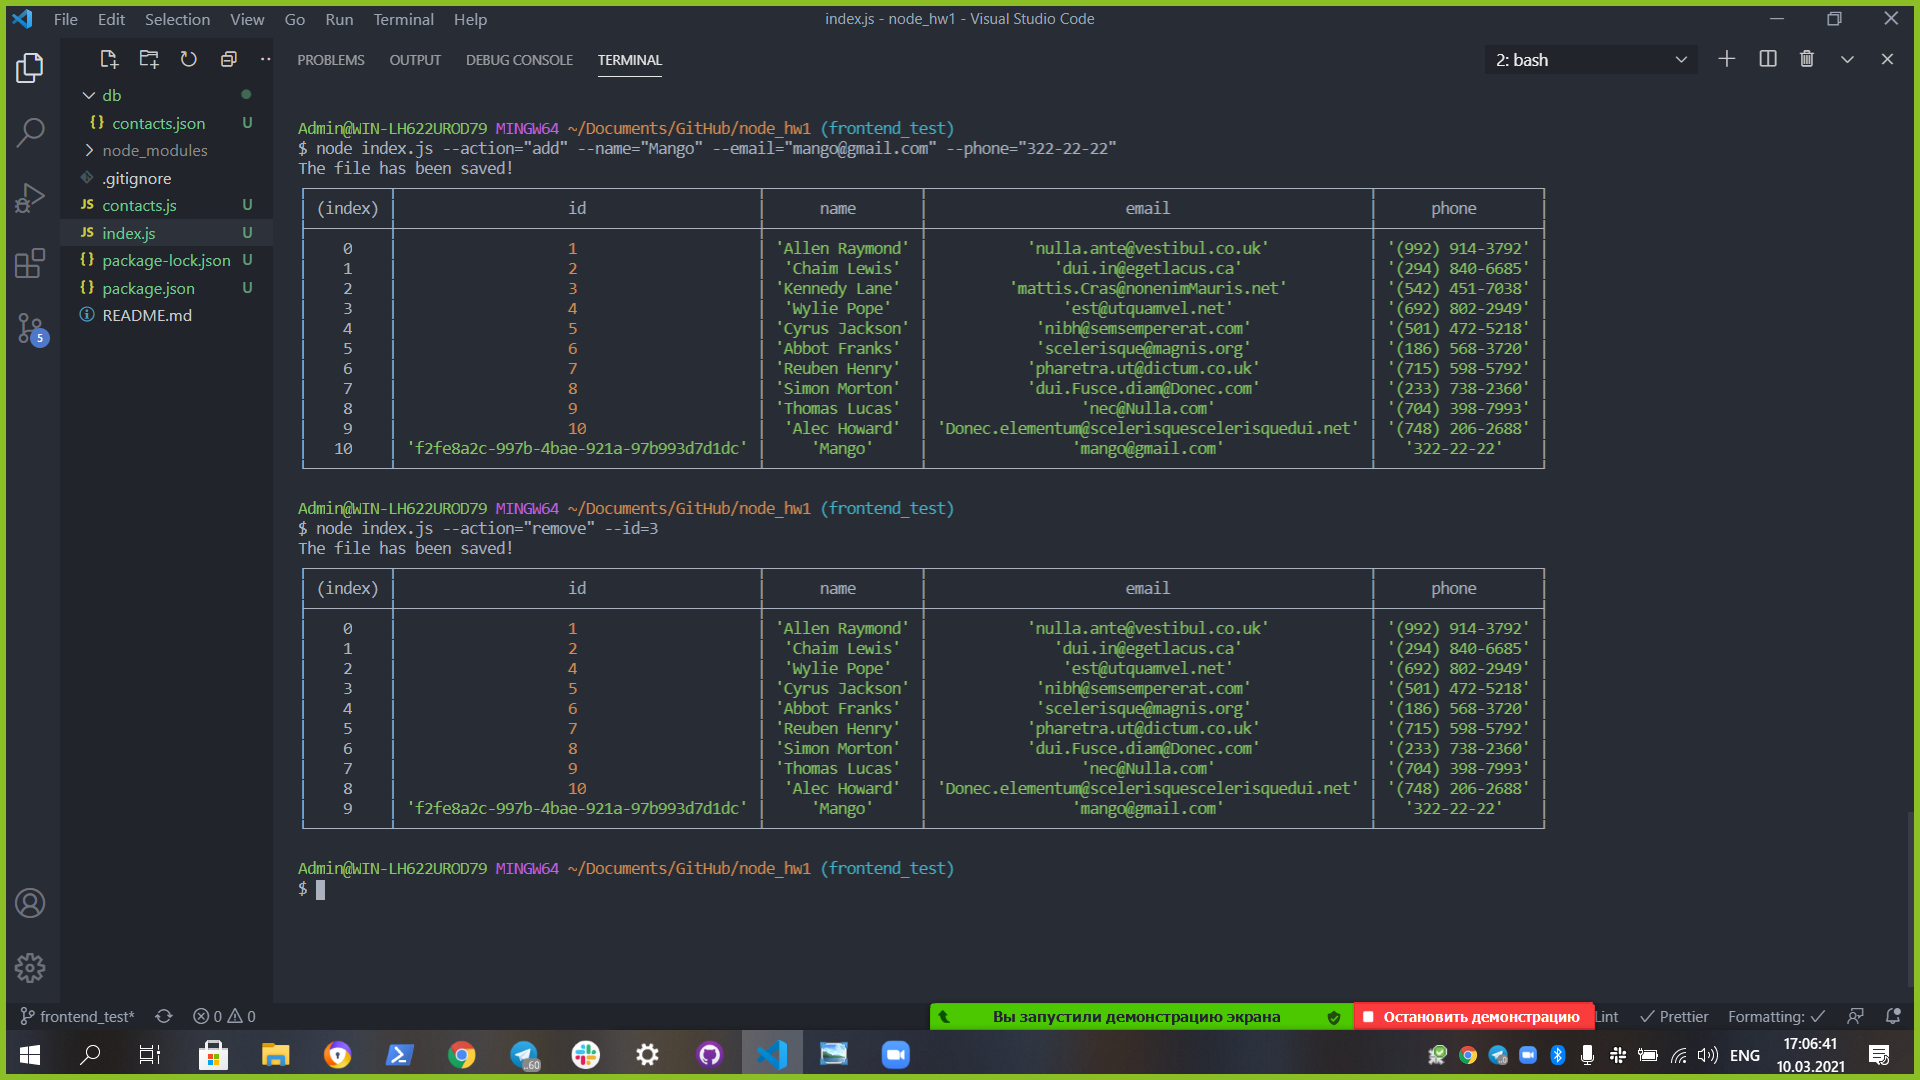 File Edit Selection View Go Run Terminal Help
index.js - node_hw1 - Visual Studio Code
PROBLEMS OUTPUT DEBUG CONSOLE TERMINAL
2: bash
db
{} contacts.json U
node_modules
.gitignore
JS contacts.js U
JS index.js U
{} package-lock.json U
{} package.json U
README.md
5
Admin@WIN-LH622UROD79 MINGW64 ~/Documents/GitHub/node_hw1 (frontend_test)
$ node index.js --action="add" --name="Mango" --email="mango@gmail.com" --phone="322-22-22"
The file has been saved!
(index) id name email phone
0 1 'Allen Raymond' 'nulla.ante@vestibul.co.uk' '(992) 914-3792'
1 2 'Chaim Lewis' 'dui.in@egetlacus.ca' '(294) 840-6685'
2 3 'Kennedy Lane' 'mattis.Cras@nonenimMauris.net' '(542) 451-7038'
3 4 'Wylie Pope' 'est@utquamvel.net' '(692) 802-2949'
4 5 'Cyrus Jackson' 'nibh@semsempererat.com' '(501) 472-5218'
5 6 'Abbot Franks' 'scelerisque@magnis.org' '(186) 568-3720'
6 7 'Reuben Henry' 'pharetra.ut@dictum.co.uk' '(715) 598-5792'
7 8 'Simon Morton' 'dui.Fusce.diam@Donec.com' '(233) 738-2360'
8 9 'Thomas Lucas' 'nec@Nulla.com' '(704) 398-7993'
9 10 'Alec Howard' 'Donec.elementum@scelerisquescelerisquedui.net' '(748) 206-2688'
10 'f2fe8a2c-997b-4bae-921a-97b993d7d1dc' 'Mango' 'mango@gmail.com' '322-22-22'
Admin@WIN-LH622UROD79 MINGW64 ~/Documents/GitHub/node_hw1 (frontend_test)
$ node index.js --action="remove" --id=3
The file has been saved!
(index) id name email phone
0 1 'Allen Raymond' 'nulla.ante@vestibul.co.uk' '(992) 914-3792'
1 2 'Chaim Lewis' 'dui.in@egetlacus.ca' '(294) 840-6685'
2 4 'Wylie Pope' 'est@utquamvel.net' '(692) 802-2949'
3 5 'Cyrus Jackson' 'nibh@semsempererat.com' '(501) 472-5218'
4 6 'Abbot Franks' 'scelerisque@magnis.org' '(186) 568-3720'
5 7 'Reuben Henry' 'pharetra.ut@dictum.co.uk' '(715) 598-5792'
6 8 'Simon Morton' 'dui.Fusce.diam@Donec.com' '(233) 738-2360'
7 9 'Thomas Lucas' 'nec@Nulla.com' '(704) 398-7993'
8 10 'Alec Howard' 'Donec.elementum@scelerisquescelerisquedui.net' '(748) 206-2688'
9 'f2fe8a2c-997b-4bae-921a-97b993d7d1dc' 'Mango' 'mango@gmail.com' '322-22-22'
Admin@WIN-LH622UROD79 MINGW64 ~/Documents/GitHub/node_hw1 (frontend_test)
$
frontend_test* 0 0 Вы запустили демонстрацию экрана Остановить демонстрацию Lint Prettier Formatting:
60
ENG
17:06:41
10.03.2021